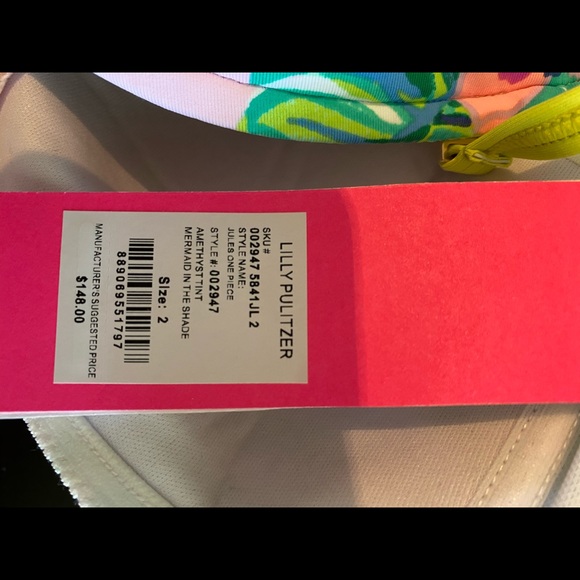 LILLY PULITZER
SKU #
002947 5841JL 2
STYLE NAME:
JULES ONE PIECE
STYLE #: 002947
AMETHYST TINT
MERMAID IN THE SHADE
Size: 2
889069551797
MANUFACTURER'S SUGGESTED PRICE
$148.00